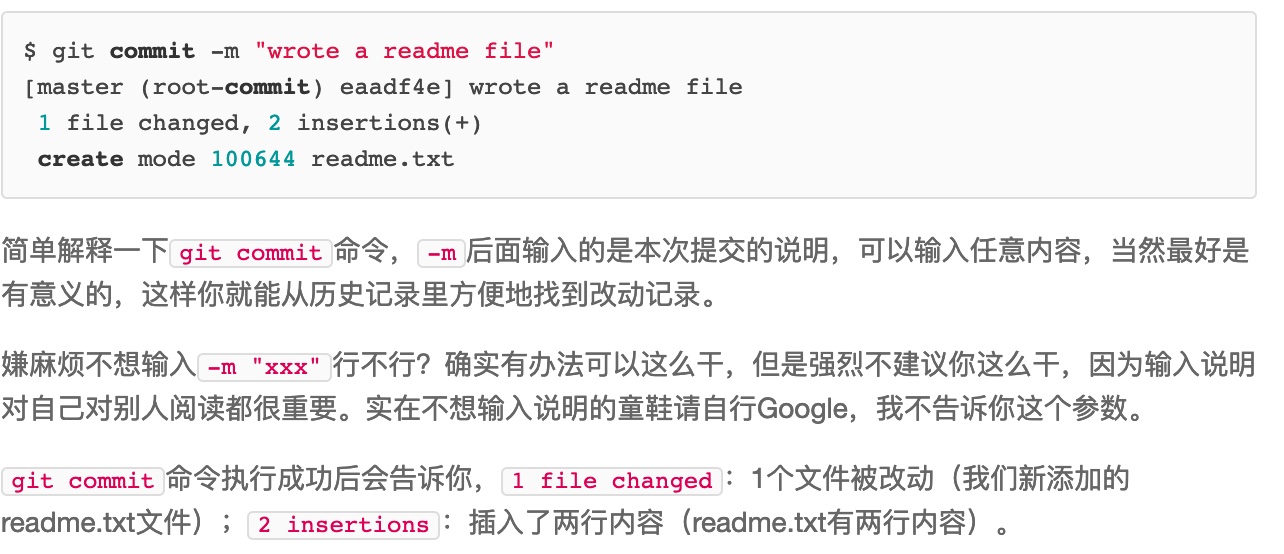 $ git commit -m "wrote a readme file"
[master (root-commit) eaadf4e] wrote a readme file
 1 file changed, 2 insertions(+)
 create mode 100644 readme.txt
简单解释一下git commit命令，-m后面输入的是本次提交的说明，可以输入任意内容，当然最好是
有意义的，这样你就能从历史记录里方便地找到改动记录。
嫌麻烦不想输入-m "xxx"行不行？确实有办法可以这么干，但是强烈不建议你这么干，因为输入说明
对自己对别人阅读都很重要。实在不想输入说明的童鞋请自行Google，我不告诉你这个参数。
git commit命令执行成功后会告诉你，1 file changed：1个文件被改动（我们新添加的
readme.txt文件）；2 insertions：插入了两行内容（readme.txt有两行内容）。